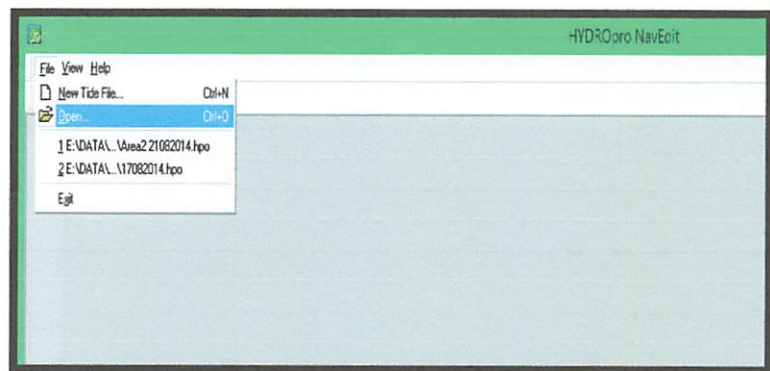 HYDROpro NavEdit
File View Help
New Tide File... Ctrl+N
Open... Ctrl+O
1 E:\DATA\...\Area2 21082014.hpo
2 E:\DATA\...\17082014.hpo
Exit